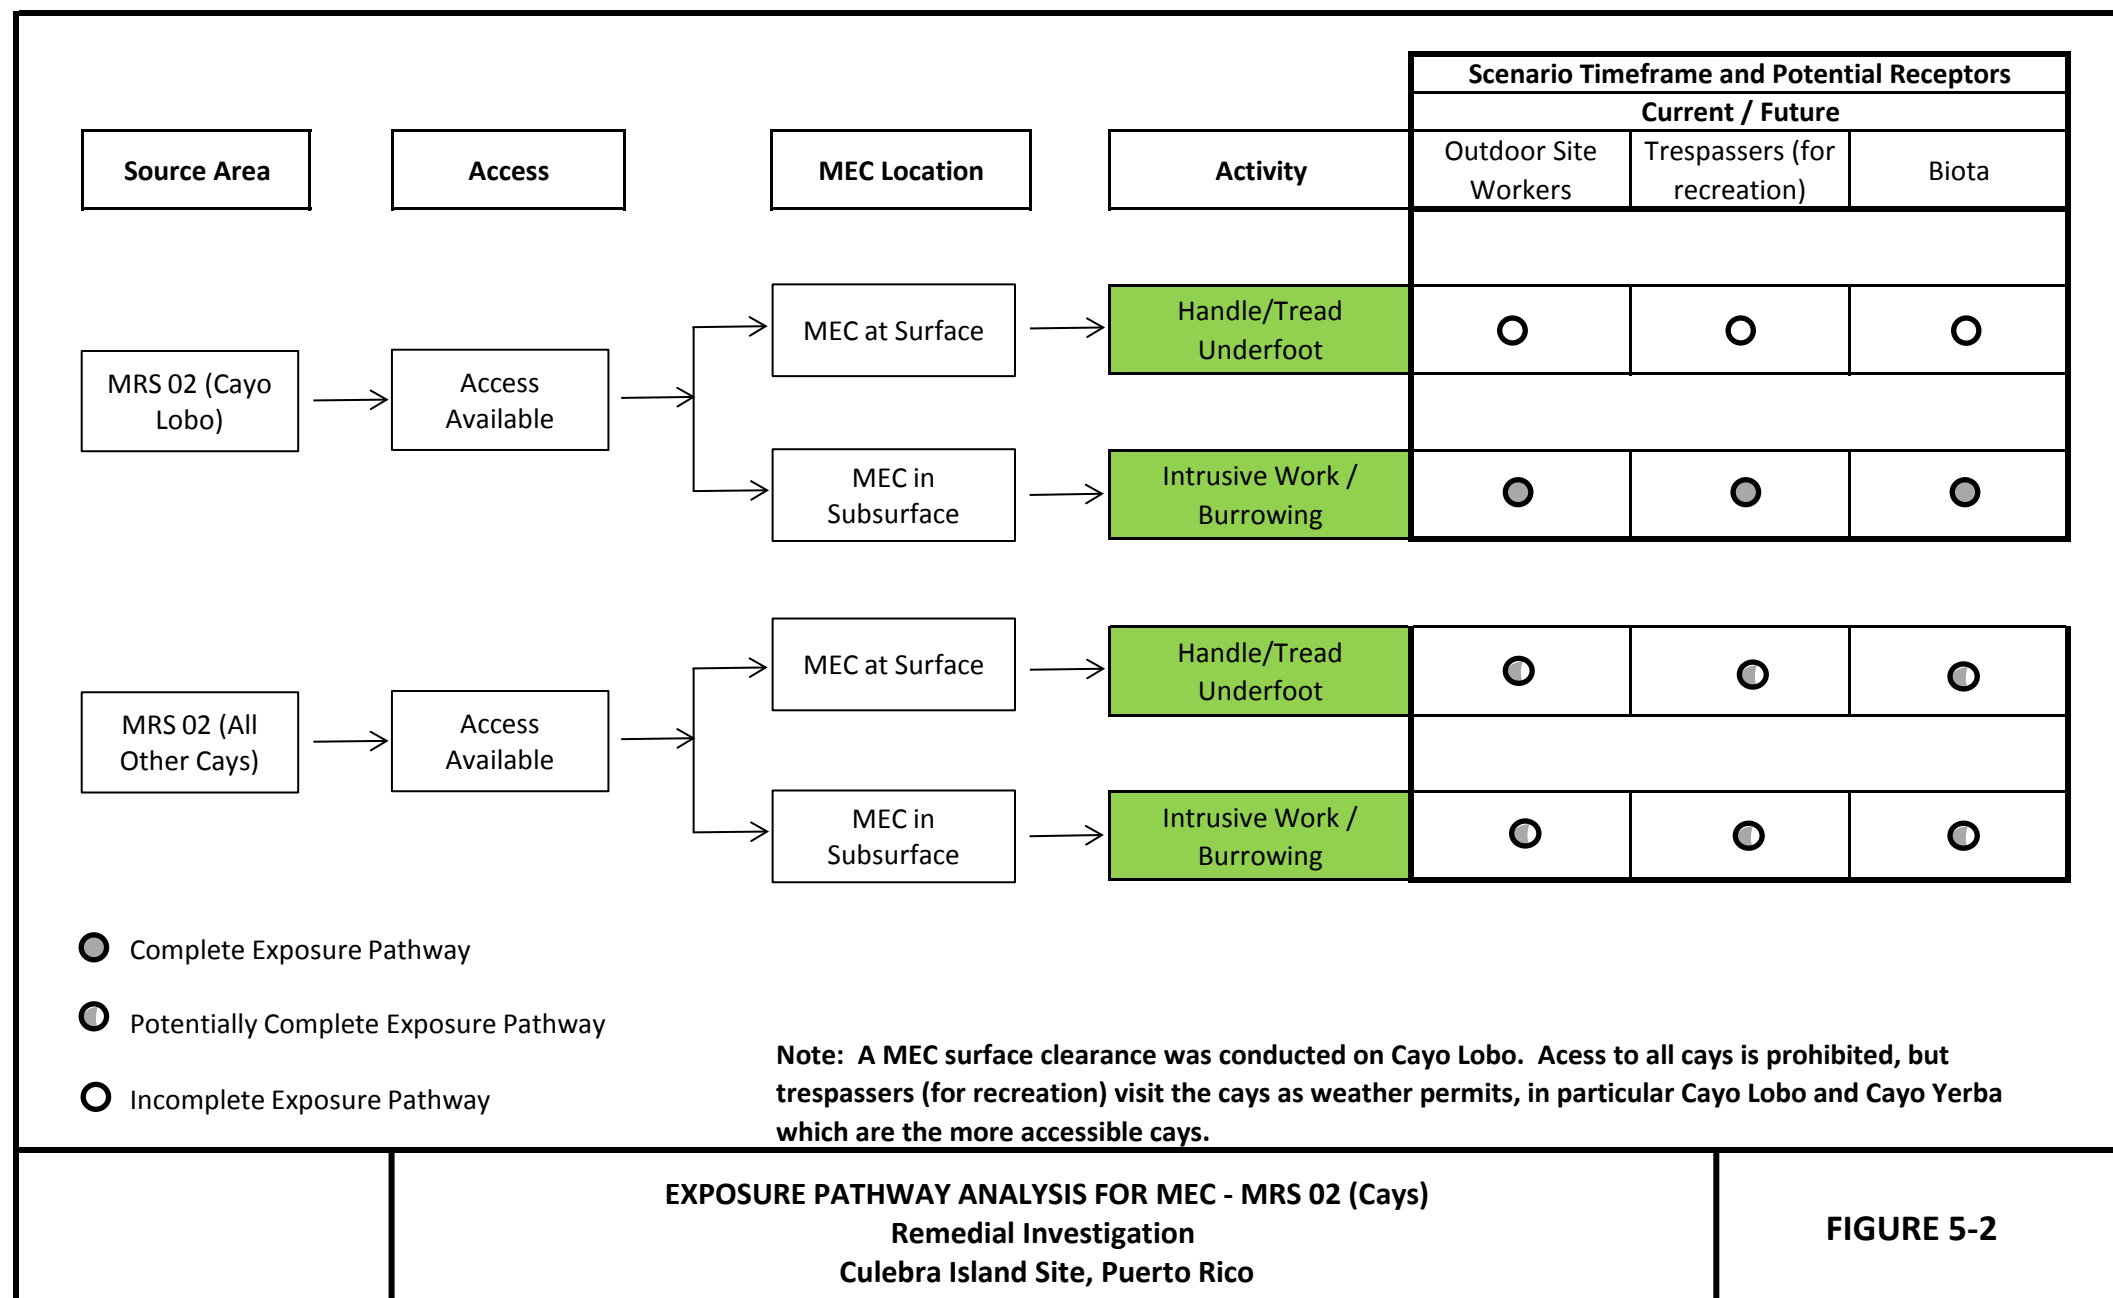 Scenario Timeframe and Potential Receptors
Current / Future
Source Area
Access
MEC Location
Activity
Outdoor Site
Workers
Trespassers (for
recreation)
Biota
MRS 02 (Cayo
Lobo)
Access
Available
MEC at Surface
Handle/Tread
Underfoot
MEC in
Subsurface
Intrusive Work /
Burrowing
MRS 02 (All
Other Cays)
Access
Available
MEC at Surface
Handle/Tread
Underfoot
MEC in
Subsurface
Intrusive Work /
Burrowing
Complete Exposure Pathway
Potentially Complete Exposure Pathway
Incomplete Exposure Pathway
Note:  A MEC surface clearance was conducted on Cayo Lobo.  Acess to all cays is prohibited, but
trespassers (for recreation) visit the cays as weather permits, in particular Cayo Lobo and Cayo Yerba
which are the more accessible cays.
EXPOSURE PATHWAY ANALYSIS FOR MEC - MRS 02 (Cays)
Remedial Investigation
Culebra Island Site, Puerto Rico
FIGURE 5-2